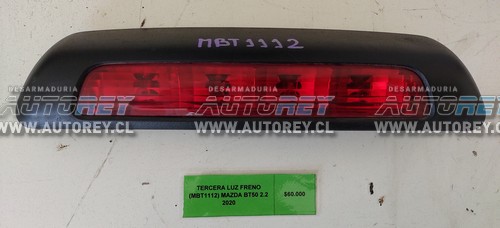 MBT1112
DESARMADURIA DESARMADURIA DESARMADURIA
AUTOREY AUTOREY AUTOREY
WWW.AUTOREY.CL WWW.AUTOREY.CL WWW.AUTOREY.CL
TERCERA LUZ FRENO
(MBT1112) MAZDA BT50 2.2
2020
$60.000